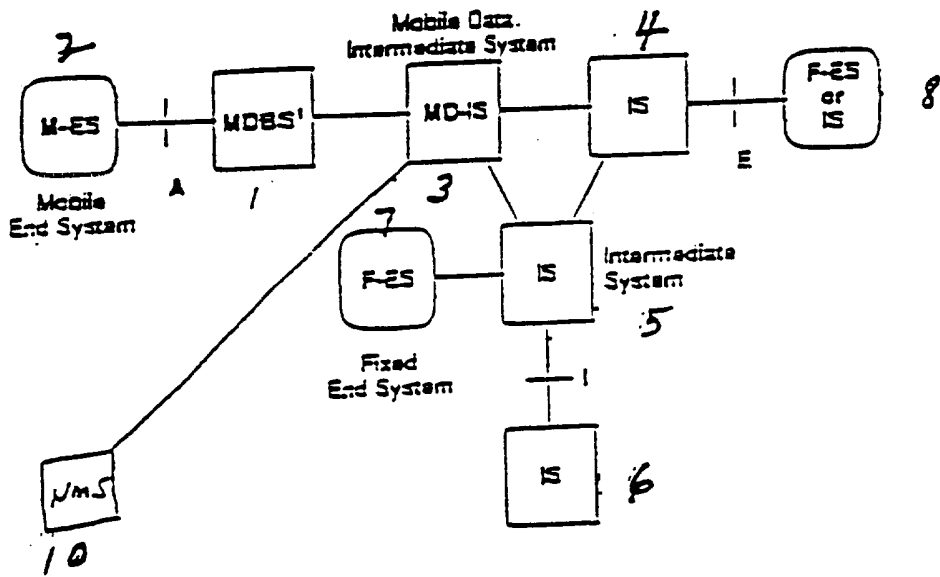 Mobile Data
Intermediate System
2
4
M-ES
MDBS'
MD-IS
IS
F-ES
or
IS
8
A
1
3
E
Mobile
End System
7
F-ES
IS
Intermediate
System
5
Fixed
End System
I
IS
6
NMS
10